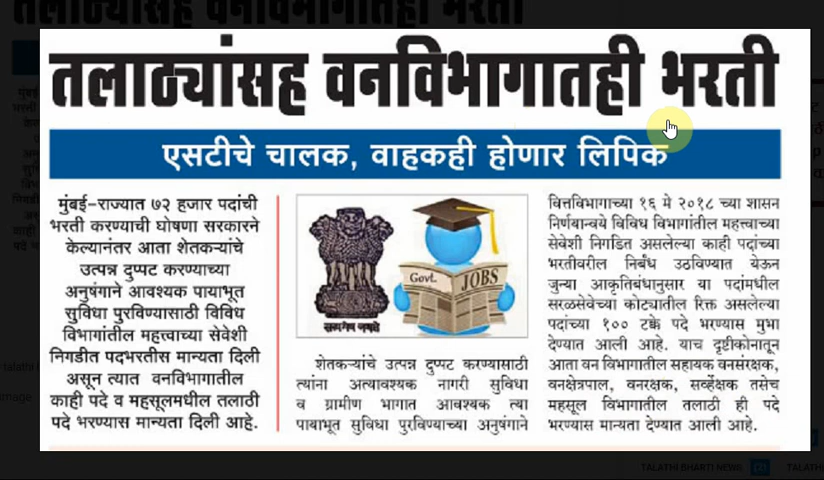 तलाठ्यांसह वनविभागातही भरती
एसटीचे चालक, वाहकही होणार लिपिक
मुंबई–राज्यात ७२ हजार पदांची
भरती करण्याची घोषणा सरकारने
केल्यानंतर आता शेतकऱ्यांचे
उत्पन्न दुप्पट करण्याच्या
अनुषंगाने आवश्यक पायाभूत
सुविधा पुरविण्यासाठी विविध
विभागांतील महत्त्वाच्या सेवेशी
निगडीत पदभरतीस मान्यता दिली
असून त्यात वनविभागातील
काही पदे व महसूलमधील तलाठी
पदे भरण्यास मान्यता दिली आहे.
सत्यमेव जयते
Govt. JOBS
शेतकऱ्यांचे उत्पन्न दुप्पट करण्यासाठी
त्यांना अत्यावश्यक नागरी सुविधा
व ग्रामीण भागात आवश्यक त्या
पायाभूत सुविधा पुरविण्याच्या अनुषंगाने
वित्तविभागाच्या १६ मे २०१८ च्या शासन
निर्णबान्वये विविध विभागांतील महत्त्वाच्या
सेवेशी निगडित असलेल्या काही पदांच्या
भरतीवरील निर्बंध उठविण्यात येऊन
जुन्या आकृतिबंधानुसार या पदांमधील
सरळसेवेच्या कोट्यातील रिक्त असलेल्या
पदांच्या १०० टक्के पदे भरण्यास मुभा
देण्यात आली आहे. याच दृष्टीकोनातून
आता वन विभागातील सहायक वनसंरक्षक,
वनक्षेत्रपाल, वनरक्षक, सर्व्हेक्षक तसेच
महसूल विभागातील तलाठी ही पदे
भरण्यास मान्यता देण्यात आली आहे.
TALATHI BHARTI NEWS